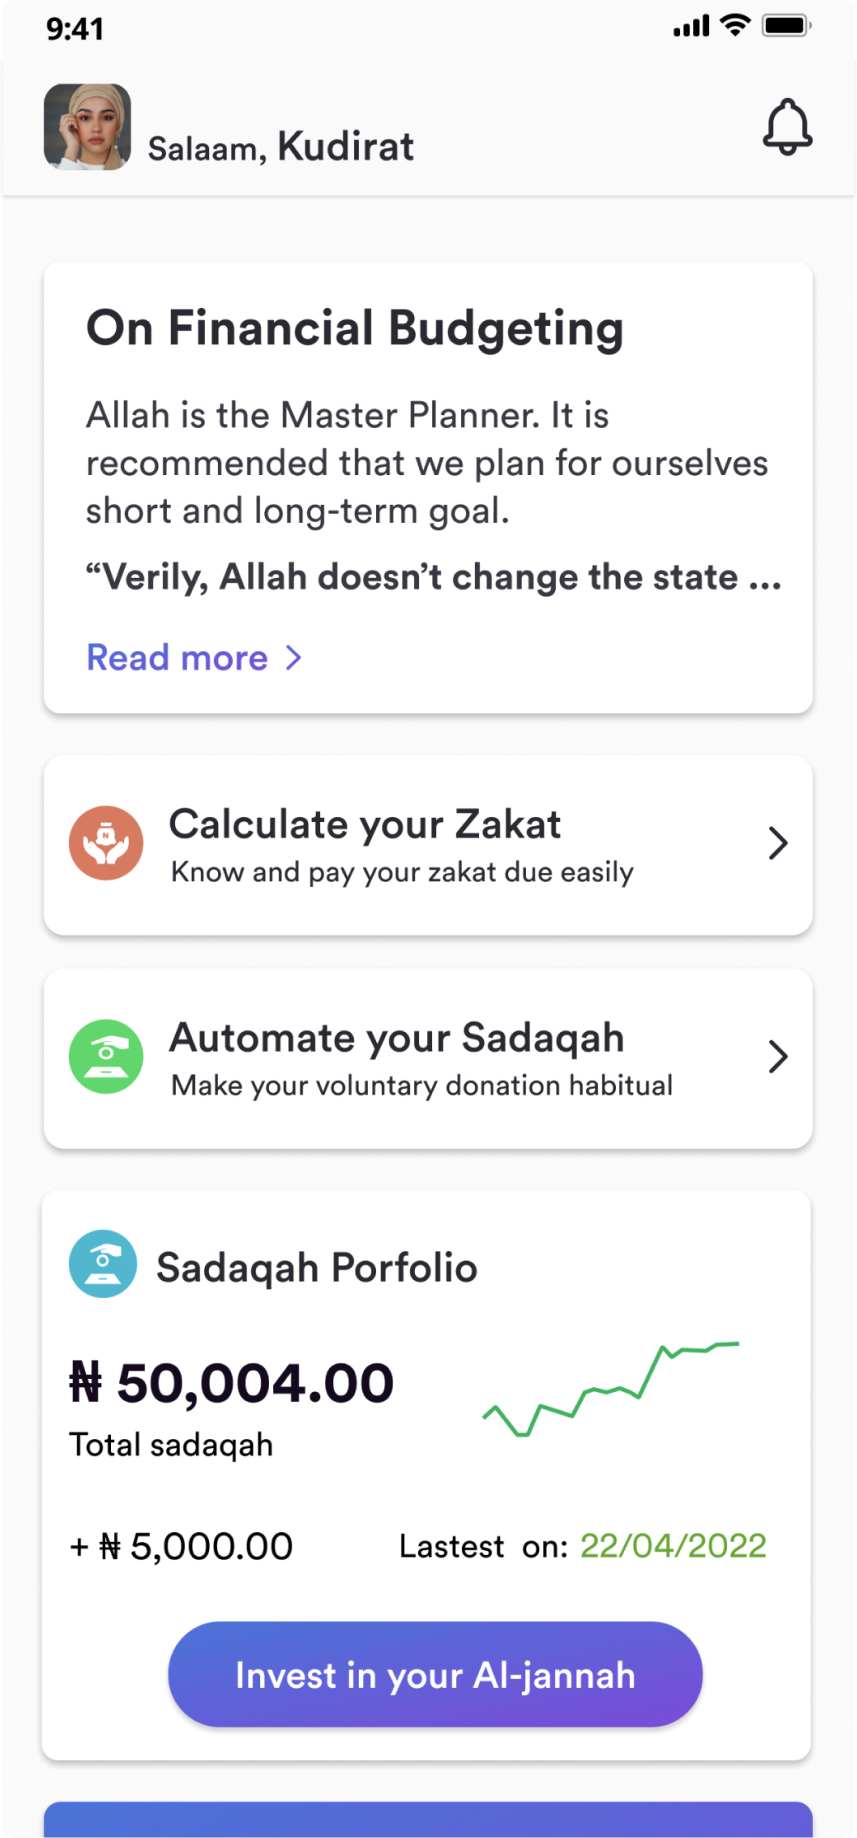 9:41
Salaam, Kudirat
On Financial Budgeting
Allah is the Master Planner. It is
recommended that we plan for ourselves
short and long-term goal.
“Verily, Allah doesn’t change the state ...
Read more >
Calculate your Zakat
Know and pay your zakat due easily
Automate your Sadaqah
Make your voluntary donation habitual
Sadaqah Porfolio
₦ 50,004.00
Total sadaqah
+ ₦ 5,000.00
Lastest on: 22/04/2022
Invest in your Al-jannah